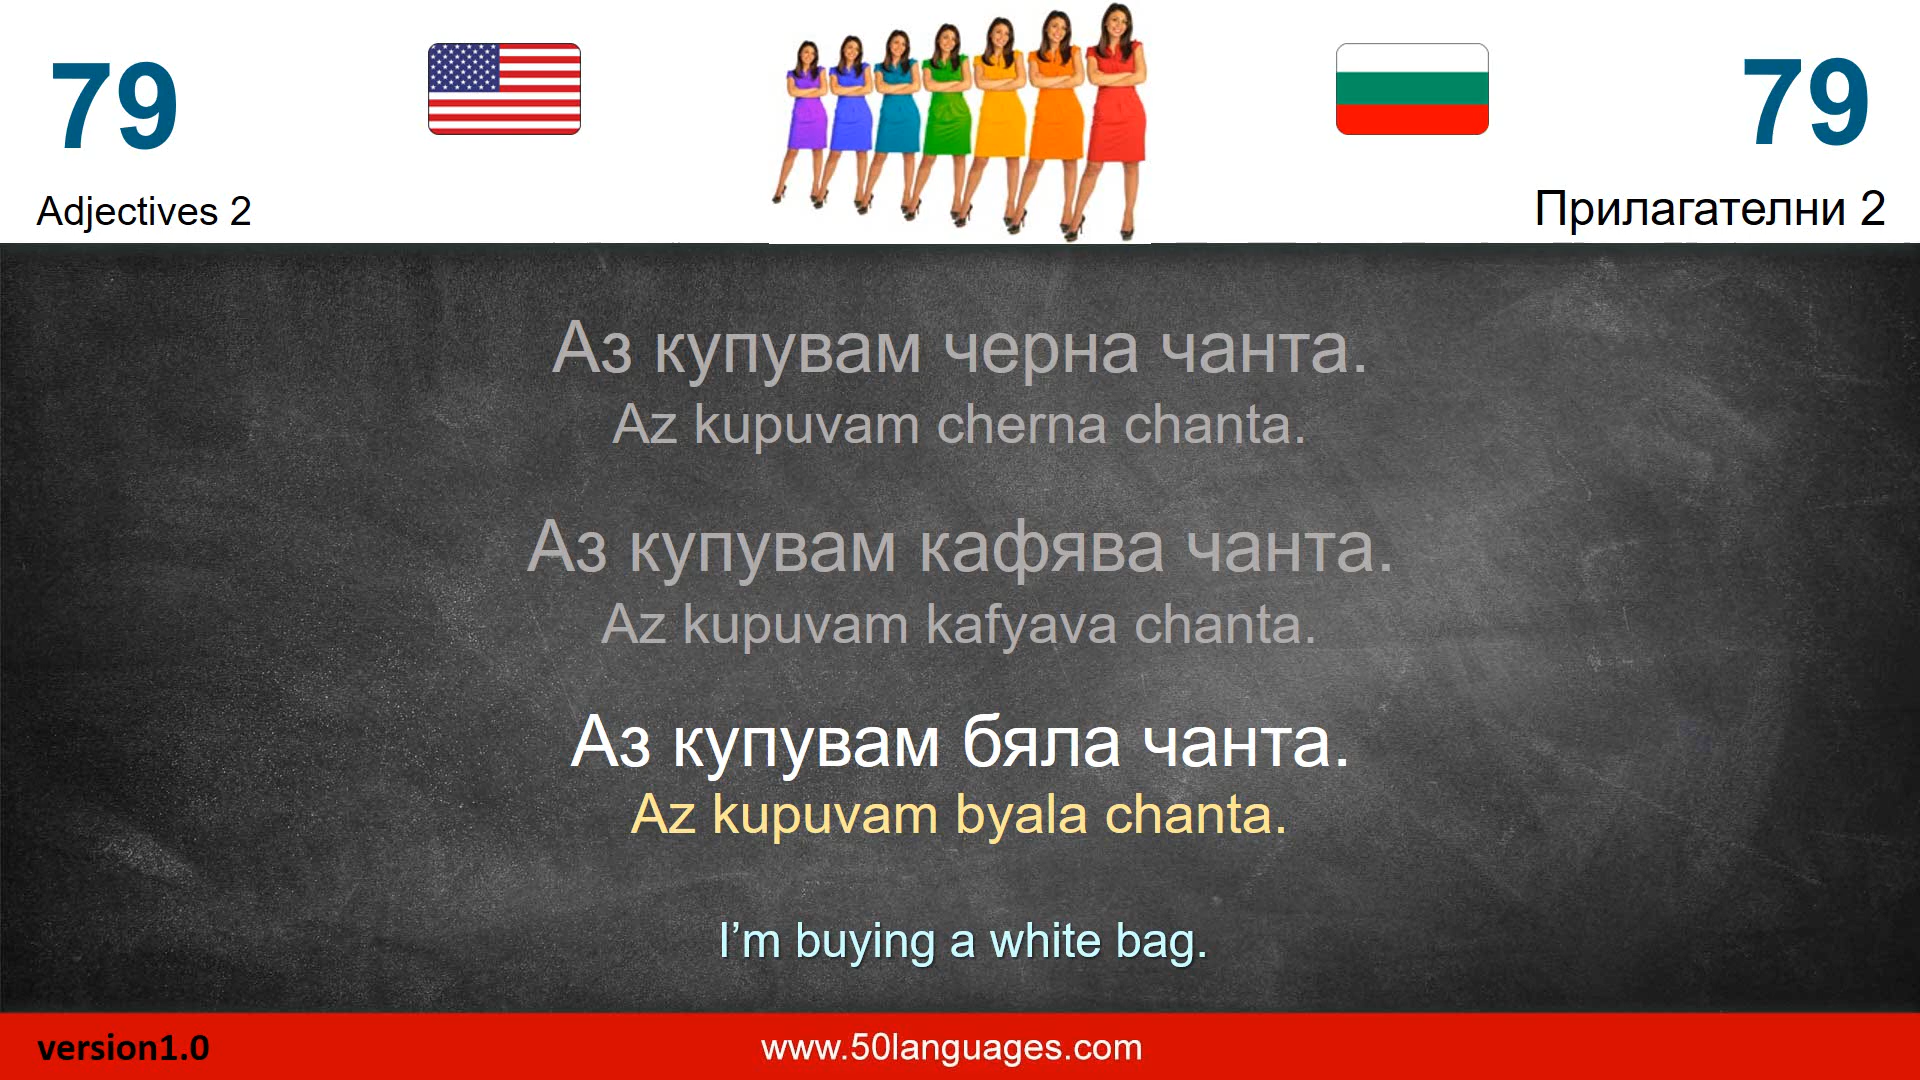 79
79
Adjectives 2
Прилагателни 2
Аз купувам черна чанта.
Az kupuvam cherna chanta.
Аз купувам кафява чанта.
Az kupuvam kafyava chanta.
Аз купувам бяла чанта.
Az kupuvam byala chanta.
I’m buying a white bag.
version1.0
www.50languages.com